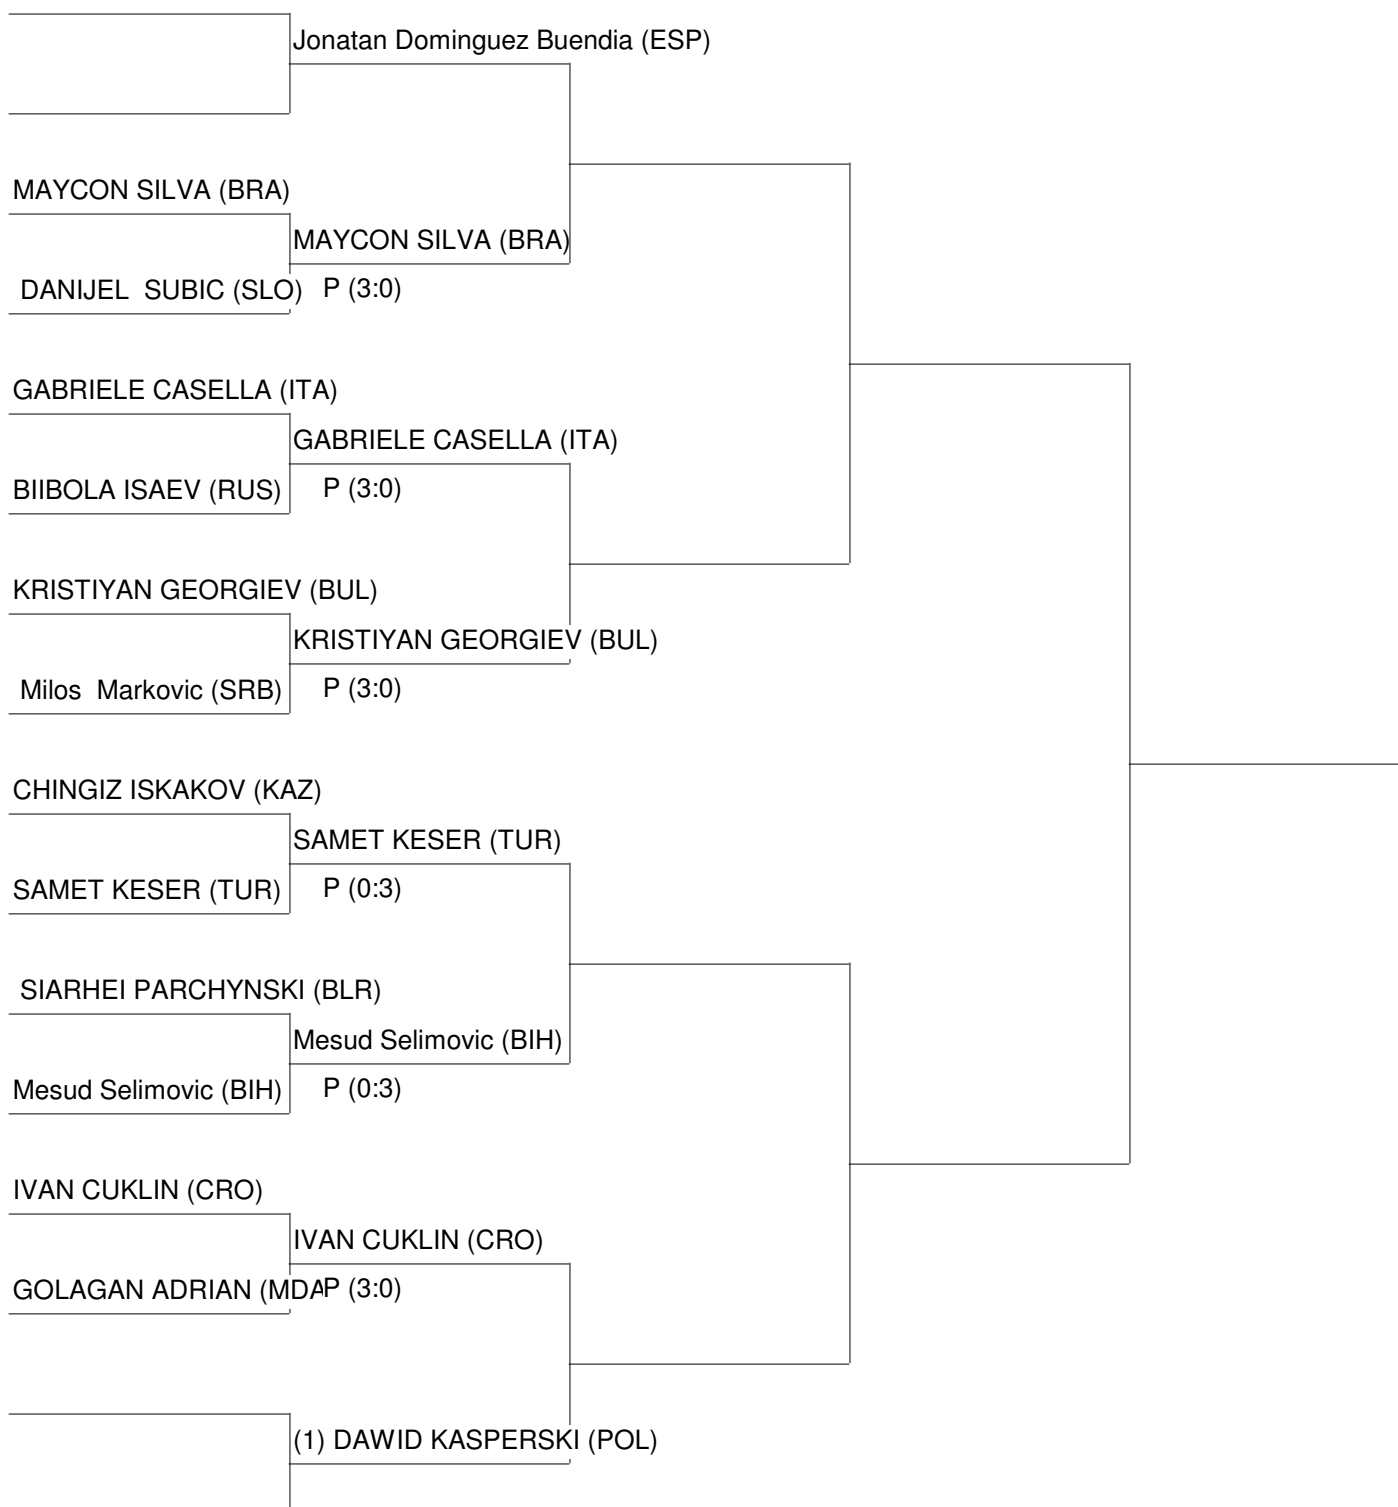 Jonatan Dominguez Buendia (ESP)
MAYCON SILVA (BRA)
MAYCON SILVA (BRA)
DANIJEL  SUBIC (SLO)
P (3:0)
GABRIELE CASELLA (ITA)
GABRIELE CASELLA (ITA)
BIIBOLA ISAEV (RUS)
P (3:0)
KRISTIYAN GEORGIEV (BUL)
KRISTIYAN GEORGIEV (BUL)
Milos  Markovic (SRB)
P (3:0)
CHINGIZ ISKAKOV (KAZ)
SAMET KESER (TUR)
SAMET KESER (TUR)
P (0:3)
SIARHEI PARCHYNSKI (BLR)
Mesud Selimovic (BIH)
Mesud Selimovic (BIH)
P (0:3)
IVAN CUKLIN (CRO)
IVAN CUKLIN (CRO)
GOLAGAN ADRIAN (MDA
P (3:0)
(1) DAWID KASPERSKI (POL)